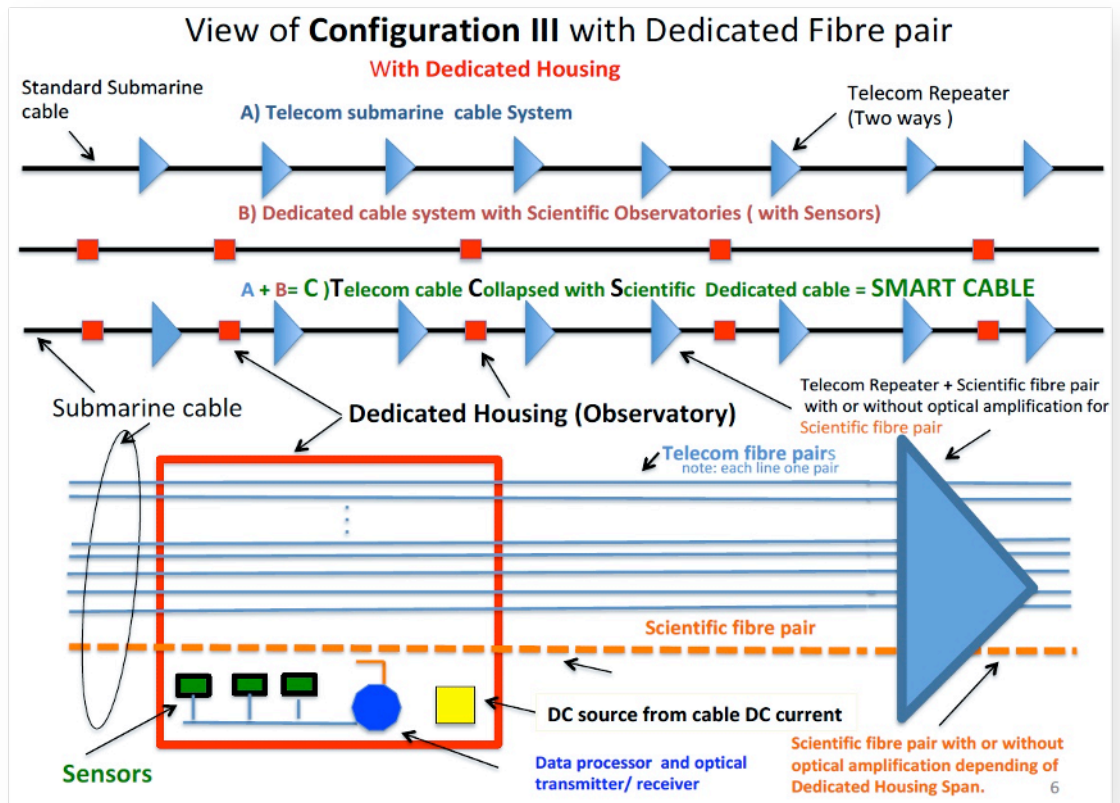 View of Configuration III with Dedicated Fibre pair
With Dedicated Housing
Standard Submarine
cable
A) Telecom submarine cable System
Telecom Repeater
(Two ways )
B) Dedicated cable system with Scientific Observatories ( with Sensors)
A + B= C )Telecom cable Collapsed with Scientific Dedicated cable = SMART CABLE
Submarine cable
Dedicated Housing (Observatory)
Telecom Repeater + Scientific fibre pair
with or without optical amplification for
Scientific fibre pair
Telecom fibre pairs
note: each line one pair
Scientific fibre pair
DC source from cable DC current
Sensors
Data processor and optical
transmitter/ receiver
Scientific fibre pair with or without
optical amplification depending of
Dedicated Housing Span.
6